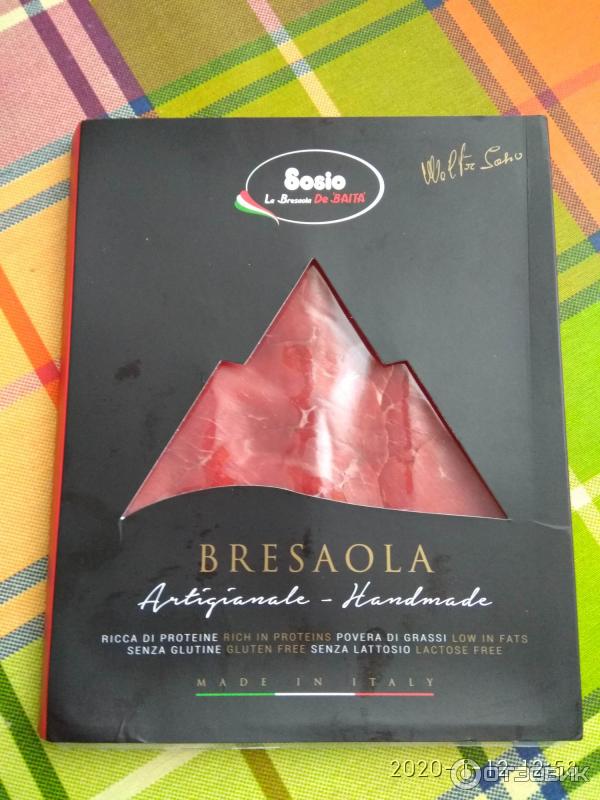 Sosio
La Bresaola De BAITA'
BRESAOLA
Artigianale - Handmade
RICCA DI PROTEINE RICH IN PROTEINS POVERA DI GRASSI LOW IN FATS
SENZA GLUTINE GLUTEN FREE SENZA LATTOSIO LACTOSE FREE
MADE IN ITALY
ОТЗОВИК